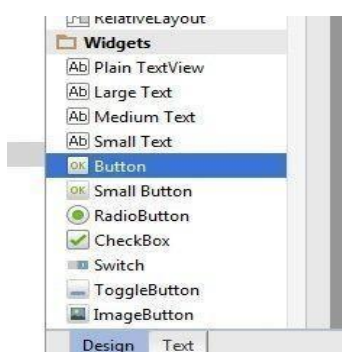 RelativeLayout
Widgets
Ab Plain TextView
Ab Large Text
Ab Medium Text
Ab Small Text
OK Button
OK Small Button
RadioButton
CheckBox
Switch
ToggleButton
ImageButton
Design Text